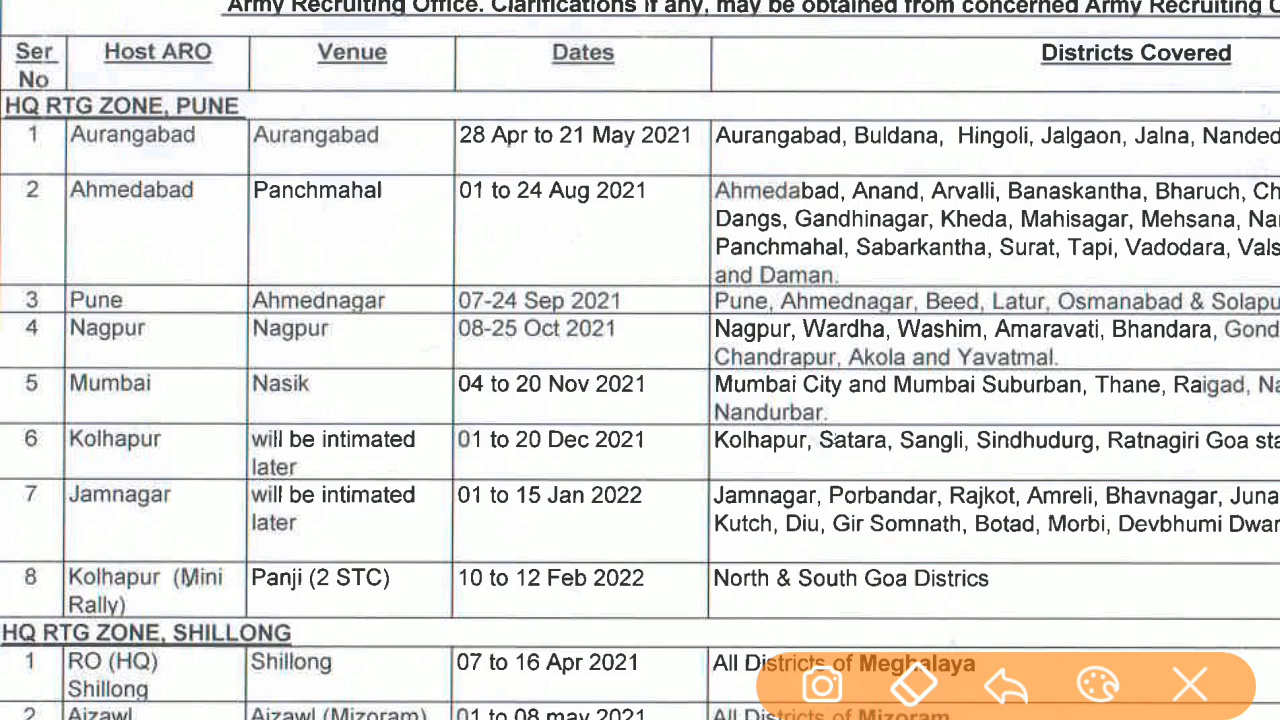 Army Recruiting Office. Clarifications if any, may be obtained from concerned Army Recruiting
Ser No Host ARO Venue Dates Districts Covered
HQ RTG ZONE, PUNE
1 Aurangabad Aurangabad 28 Apr to 21 May 2021 Aurangabad, Buldana, Hingoli, Jalgaon, Jalna, Nanded
2 Ahmedabad Panchmahal 01 to 24 Aug 2021 Ahmedabad, Anand, Arvalli, Banaskantha, Bharuch,
Dangs, Gandhinagar, Kheda, Mahisagar, Mehsana,
Panchmahal, Sabarkantha, Surat, Tapi, Vadodara,
and Daman.
3 Pune Ahmednagar 07-24 Sep 2021 Pune, Ahmednagar, Beed, Latur, Osmanabad &
4 Nagpur Nagpur 08-25 Oct 2021 Nagpur, Wardha, Washim, Amaravati, Bhandara,
Chandrapur, Akola and Yavatmal.
5 Mumbai Nasik 04 to 20 Nov 2021 Mumbai City and Mumbai Suburban, Thane, Raigad,
Nandurbar.
6 Kolhapur will be intimated 01 to 20 Dec 2021 Kolhapur, Satara, Sangli, Sindhudurg, Ratnagiri Goa
later
7 Jamnagar will be intimated 01 to 15 Jan 2022 Jamnagar, Porbandar, Rajkot, Amreli, Bhavnagar,
later Kutch, Diu, Gir Somnath, Botad, Morbi, Devbhumi
8 Kolhapur (Mini Panji (2 STC) 10 to 12 Feb 2022 North & South Goa Districs
Rally)
HQ RTG ZONE, SHILLONG
1 RO (HQ) Shillong 07 to 16 Apr 2021 All Districts of Meghalaya
Shillong
2 Aizawl Aizawl (Mizoram) 01 to 08 may 2021 All Districts of Mizoram